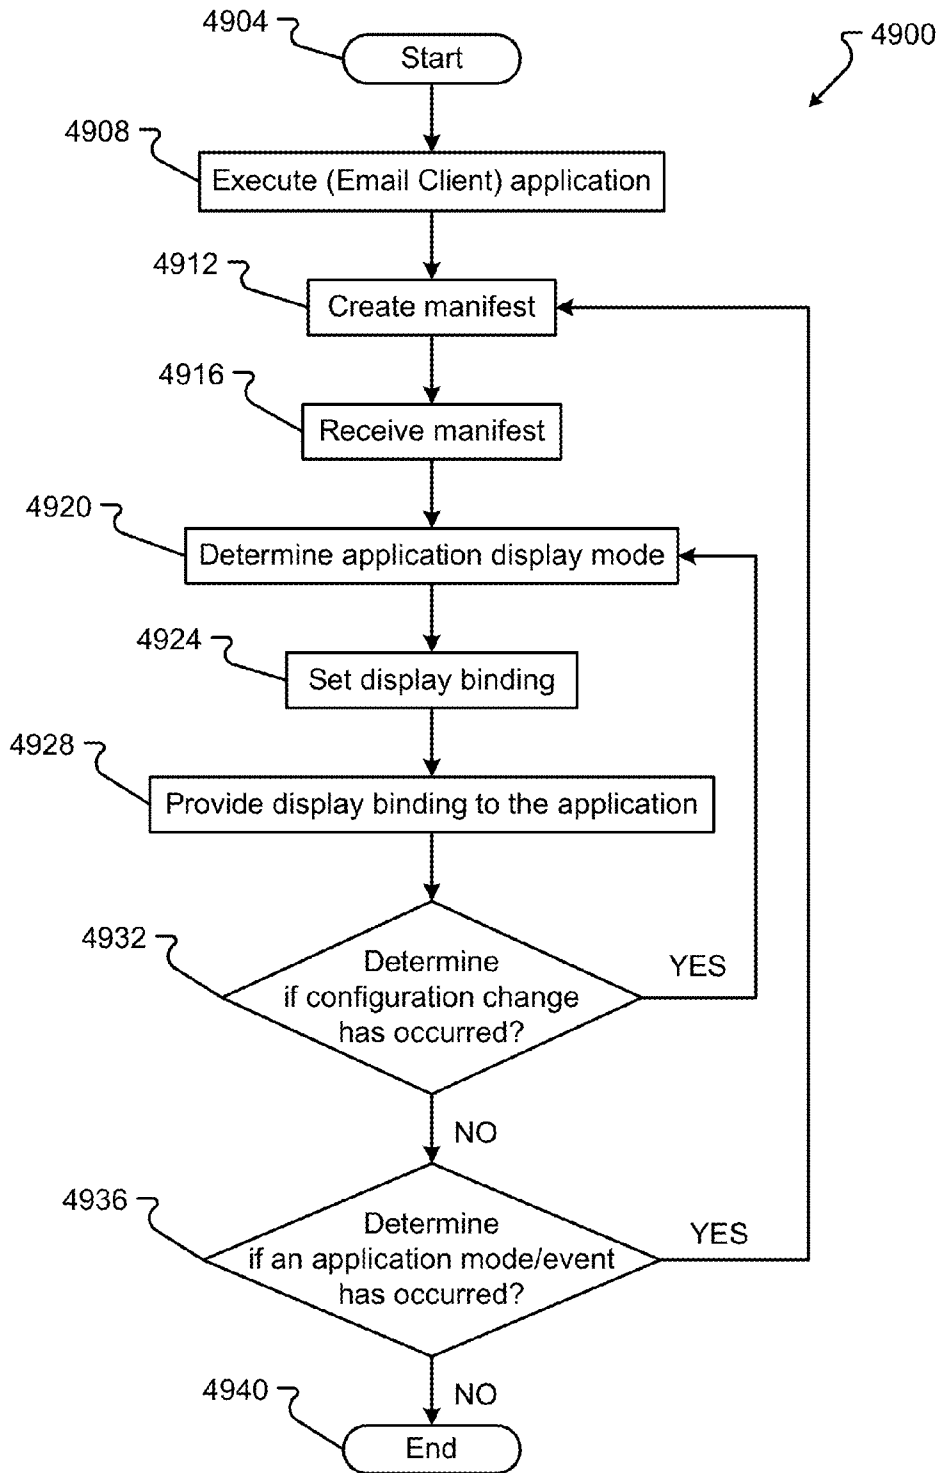 4904
Start
4900
4908
Execute (Email Client) application
4912
Create manifest
4916
Receive manifest
4920
Determine application display mode
4924
Set display binding
4928
Provide display binding to the application
4932
Determine
if configuration change
has occurred?
YES
NO
4936
Determine
if an application mode/event
has occurred?
YES
NO
4940
End